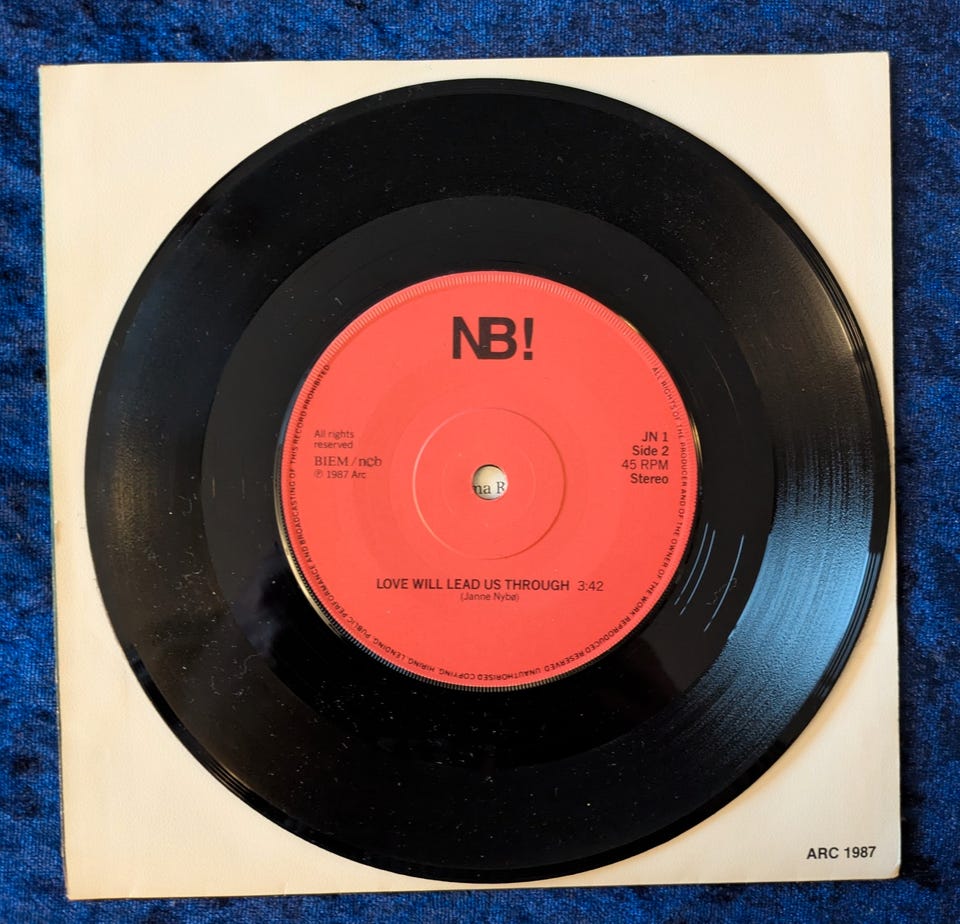 NB!
All rights
reserved
BIEM/ncb
℗ 1987 Arc
JN 1
Side 2
45 RPM
Stereo
na R
LOVE WILL LEAD US THROUGH 3:42
(Janne Nybø)
ALL RIGHTS OF THE PRODUCER AND OF THE OWNER OF THE WORK REPRODUCED RESERVED. UNAUTHORISED COPYING, HIRING, LENDING, PUBLIC PERFORMANCE AND BROADCASTING OF THIS RECORD PROHIBITED
ARC 1987